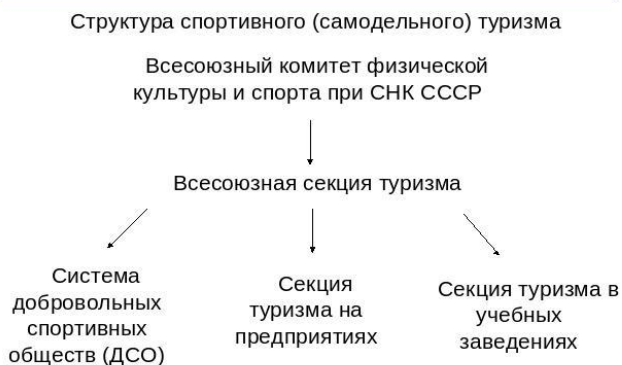 Структура спортивного (самодельного) туризма
Всесоюзный комитет физической
культуры и спорта при СНК СССР
Всесоюзная секция туризма
Система
добровольных
спортивных
обществ (ДСО)
Секция
туризма на
предприятиях
Секция туризма в
учебных
заведениях